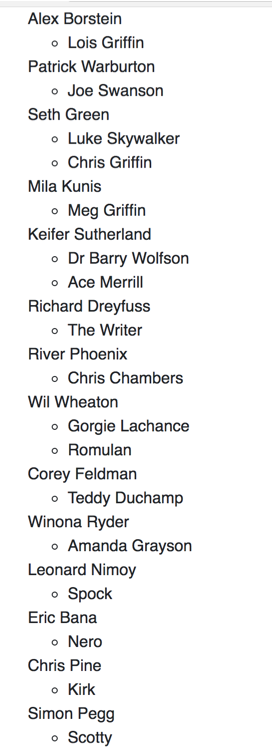 Alex Borstein
Lois Griffin
Patrick Warburton
Joe Swanson
Seth Green
Luke Skywalker
Chris Griffin
Mila Kunis
Meg Griffin
Keifer Sutherland
Dr Barry Wolfson
Ace Merrill
Richard Dreyfuss
The Writer
River Phoenix
Chris Chambers
Wil Wheaton
Gorgie Lachance
Romulan
Corey Feldman
Teddy Duchamp
Winona Ryder
Amanda Grayson
Leonard Nimoy
Spock
Eric Bana
Nero
Chris Pine
Kirk
Simon Pegg
Scotty